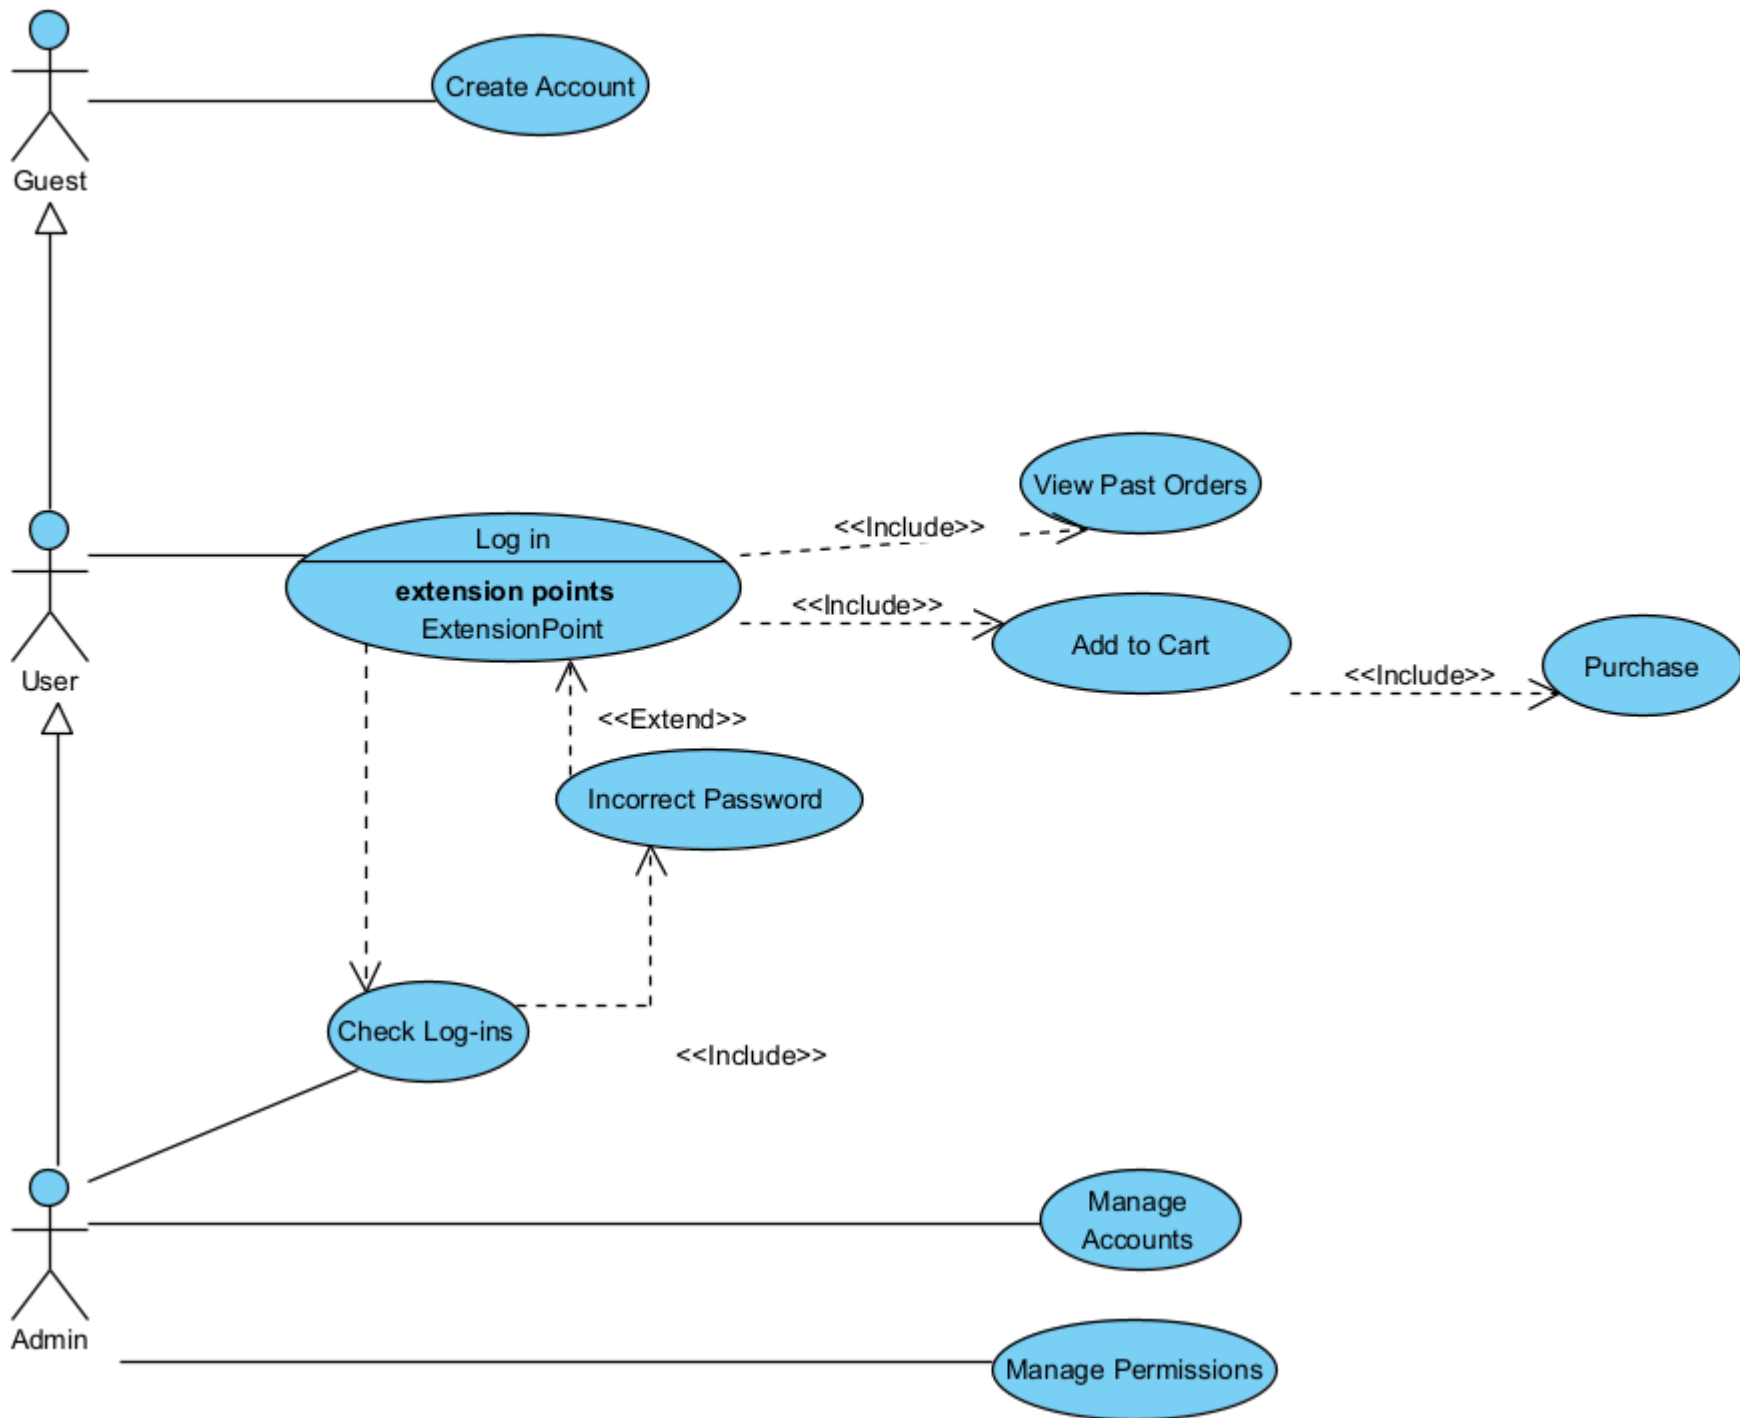 Create Account
Guest
View Past Orders
<<Include>>
Log in
extension points
ExtensionPoint
<<Include>>
Add to Cart
Purchase
<<Include>>
User
<<Extend>>
Incorrect Password
Check Log-ins
<<Include>>
Manage
Accounts
Admin
Manage Permissions